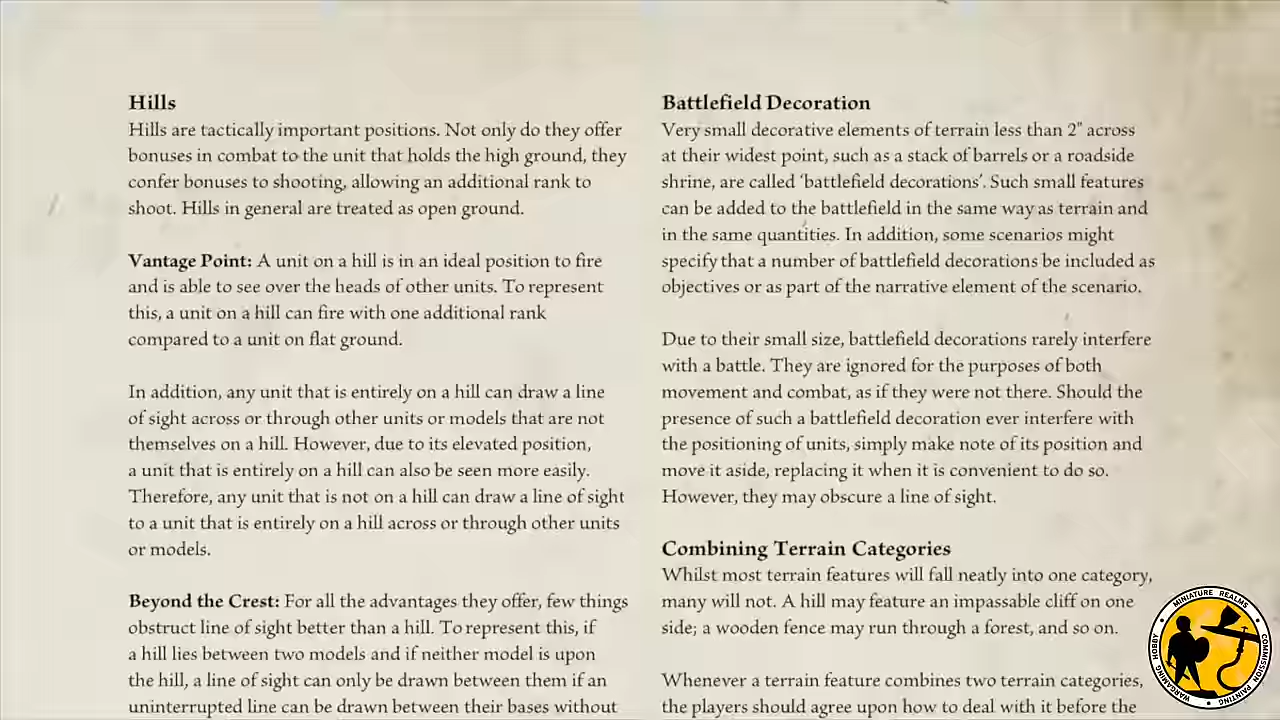 Hills
Hills are tactically important positions. Not only do they offer
bonuses in combat to the unit that holds the high ground, they
confer bonuses to shooting, allowing an additional rank to
shoot. Hills in general are treated as open ground.
Vantage Point: A unit on a hill is in an ideal position to fire
and is able to see over the heads of other units. To represent
this, a unit on a hill can fire with one additional rank
compared to a unit on flat ground.
In addition, any unit that is entirely on a hill can draw a line
of sight across or through other units or models that are not
themselves on a hill. However, due to its elevated position,
a unit that is entirely on a hill can also be seen more easily.
Therefore, any unit that is not on a hill can draw a line of sight
to a unit that is entirely on a hill across or through other units
or models.
Beyond the Crest: For all the advantages they offer, few things
obstruct line of sight better than a hill. To represent this, if
a hill lies between two models and if neither model is upon
the hill, a line of sight can only be drawn between them if an
uninterrupted line can be drawn between their bases without
Battlefield Decoration
Very small decorative elements of terrain less than 2" across
at their widest point, such as a stack of barrels or a roadside
shrine, are called ‘battlefield decorations’. Such small features
can be added to the battlefield in the same way as terrain and
in the same quantities. In addition, some scenarios might
specify that a number of battlefield decorations be included as
objectives or as part of the narrative element of the scenario.
Due to their small size, battlefield decorations rarely interfere
with a battle. They are ignored for the purposes of both
movement and combat, as if they were not there. Should the
presence of such a battlefield decoration ever interfere with
the positioning of units, simply make note of its position and
move it aside, replacing it when it is convenient to do so.
However, they may obscure a line of sight.
Combining Terrain Categories
Whilst most terrain features will fall neatly into one category,
many will not. A hill may feature an impassable cliff on one
side; a wooden fence may run through a forest, and so on.
Whenever a terrain feature combines two terrain categories,
the players should agree upon how to deal with it before the
MINIATURE REALMS
WARGAMING HOBBY
COMMISSION PAINTING